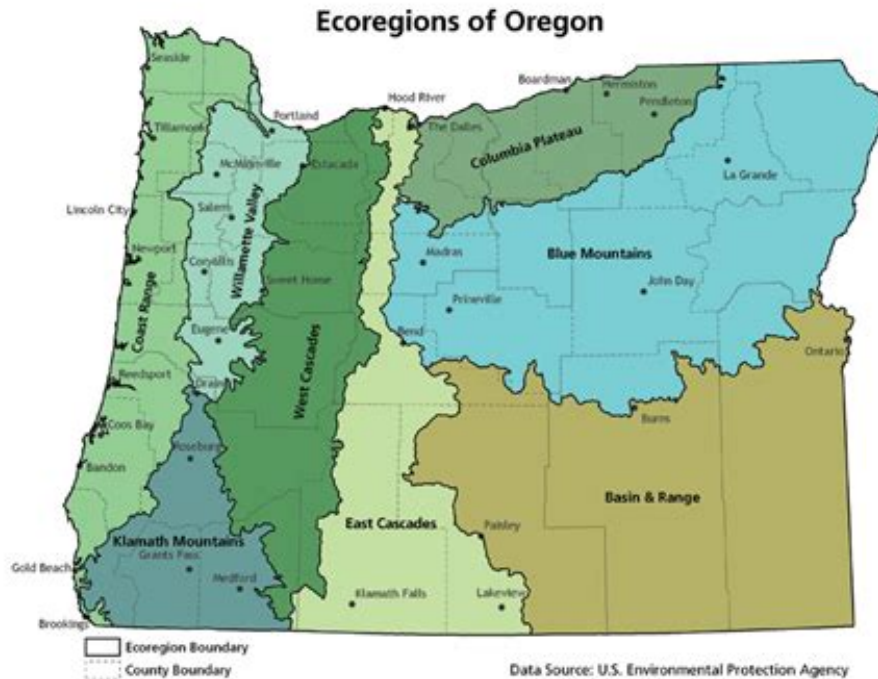 Ecoregions of Oregon
Seaside
Tillamook
Lincoln City
Newport
Coast Range
Reedsport
Coos Bay
Bandon
Gold Beach
Brookings
Portland
McMinnville
Salem
Willamette Valley
Corvallis
Eugene
Drain
Estacada
Sweet Home
West Cascades
Roseburg
Klamath Mountains
Grants Pass
Medford
Hood River
The Dalles
Bend
East Cascades
Klamath Falls
Lakeview
Paisley
Boardman
Hermiston
Pendleton
Columbia Plateau
La Grande
Blue Mountains
Madras
Prineville
John Day
Ontario
Burns
Basin & Range
Ecoregion Boundary
County Boundary
Data Source: U.S. Environmental Protection Agency